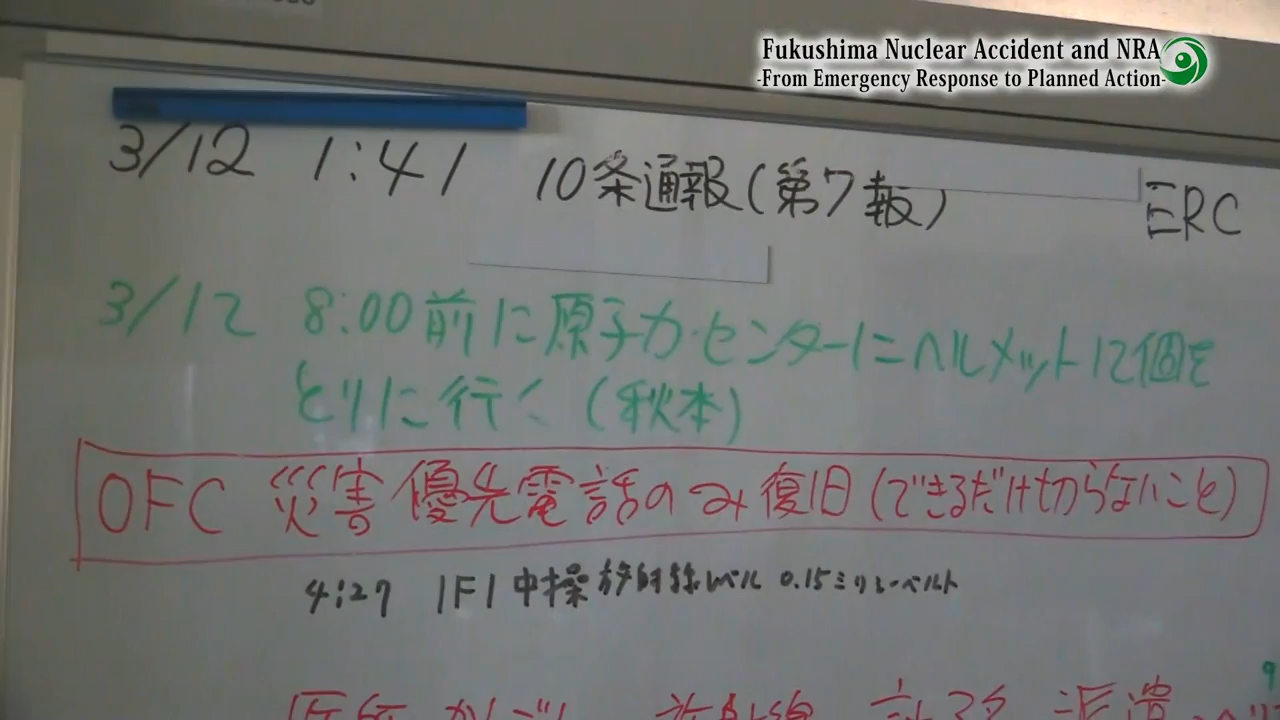 Fukushima Nuclear Accident and NRA
-From Emergency Response to Planned Action-
3/12 1:41 10条通報(第7報) ERC
3/12 8:00前に原子力センターにヘルメット12個を
とりに行く(秋本)
OFC 災害優先電話のみ復旧(できるだけ切らないこと)
4:27 1F1中操放射線レベル 0.15ミリシーベルト
派遣